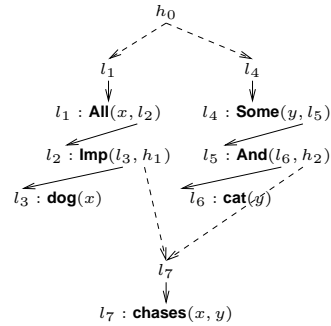 h₀
l₁ l₄
l₁ : All(x, l₂) l₄ : Some(y, l₅)
l₂ : Imp(l₃, h₁) l₅ : And(l₆, h₂)
l₃ : dog(x) l₆ : cat(y)
l₇
l₇ : chases(x, y)